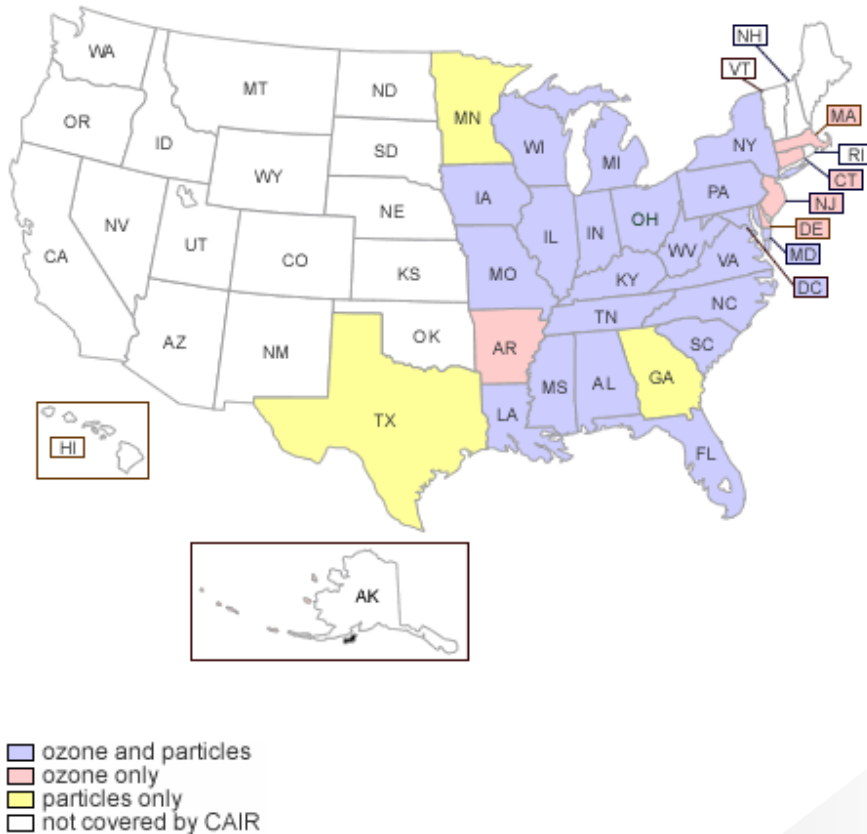 NH
WA
VT
MT
ND
MA
OR
MN
ID
NY
RI
SD
WI
MI
CT
WY
PA
NJ
IA
NE
OH
DE
NV
IL
IN
MD
UT
WV
CA
CO
VA
KS
MO
KY
DC
NC
TN
OK
AZ
NM
AR
SC
GA
MS
AL
TX
LA
HI
FL
AK
ozone and particles
ozone only
particles only
not covered by CAIR